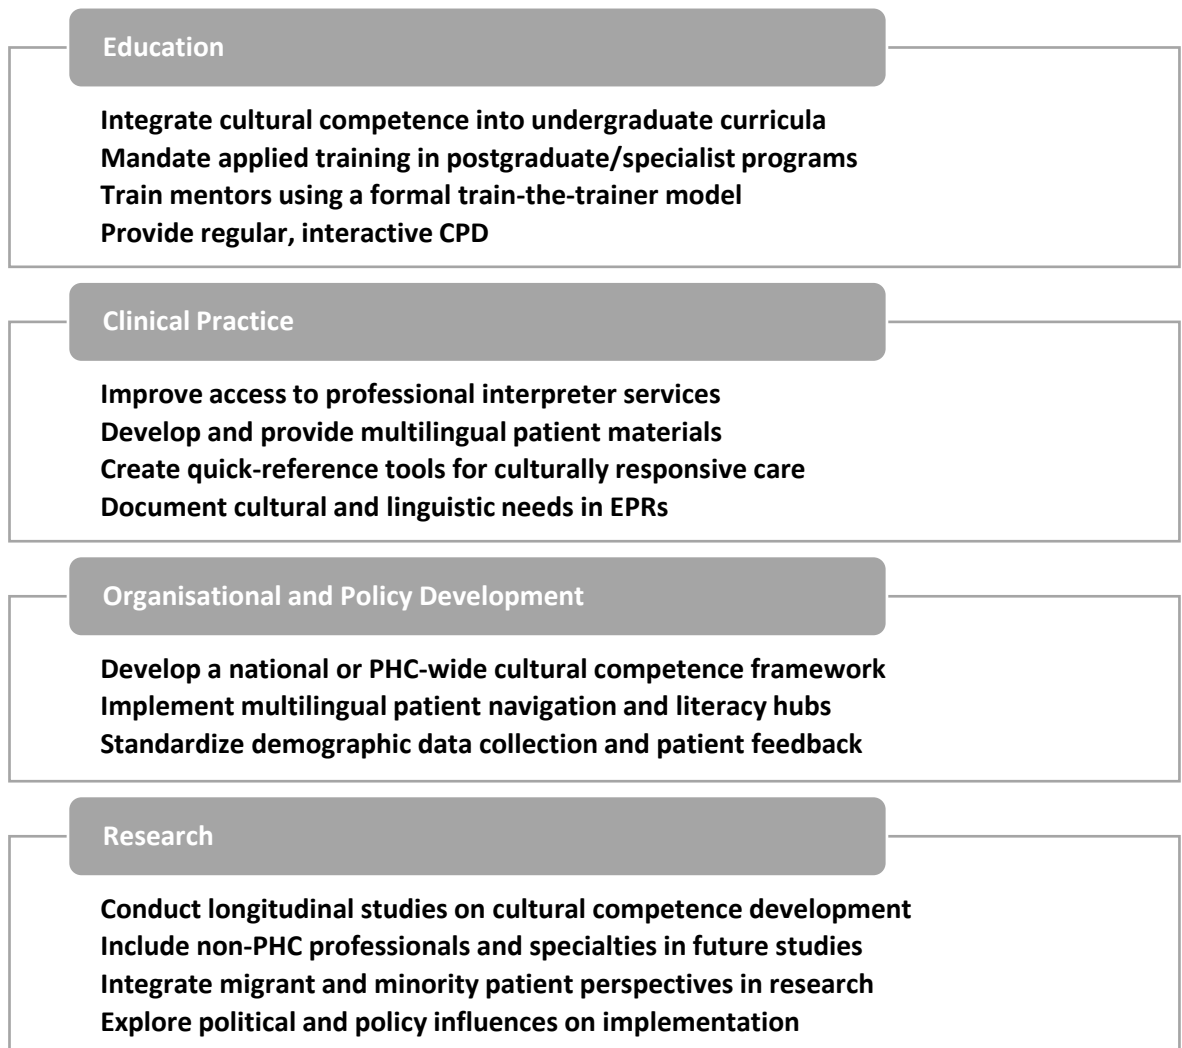 Education
Integrate cultural competence into undergraduate curricula
Mandate applied training in postgraduate/specialist programs
Train mentors using a formal train-the-trainer model
Provide regular, interactive CPD
Clinical Practice
Improve access to professional interpreter services
Develop and provide multilingual patient materials
Create quick-reference tools for culturally responsive care
Document cultural and linguistic needs in EPRs
Organisational and Policy Development
Develop a national or PHC-wide cultural competence framework
Implement multilingual patient navigation and literacy hubs
Standardize demographic data collection and patient feedback
Research
Conduct longitudinal studies on cultural competence development
Include non-PHC professionals and specialties in future studies
Integrate migrant and minority patient perspectives in research
Explore political and policy influences on implementation